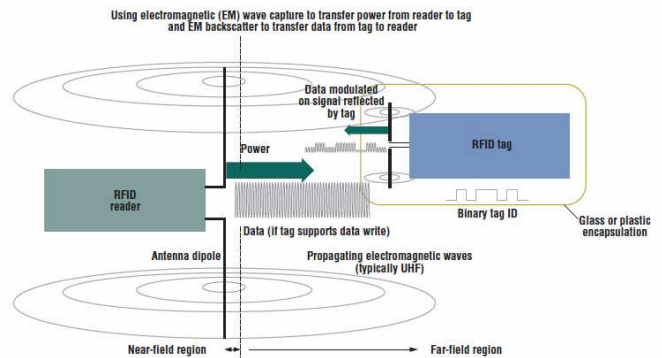 Using electromagnetic (EM) wave capture to transfer power from reader to tag
and EM backscatter to transfer data from tag to reader
Data modulated
on signal reflected
by tag
Power
RFID tag
RFID
reader
Binary tag ID
Glass or plastic
encapsulation
Data (if tag supports data write)
Antenna dipole
Propagating electromagnetic waves
(typically UHF)
Near-field region
Far-field region